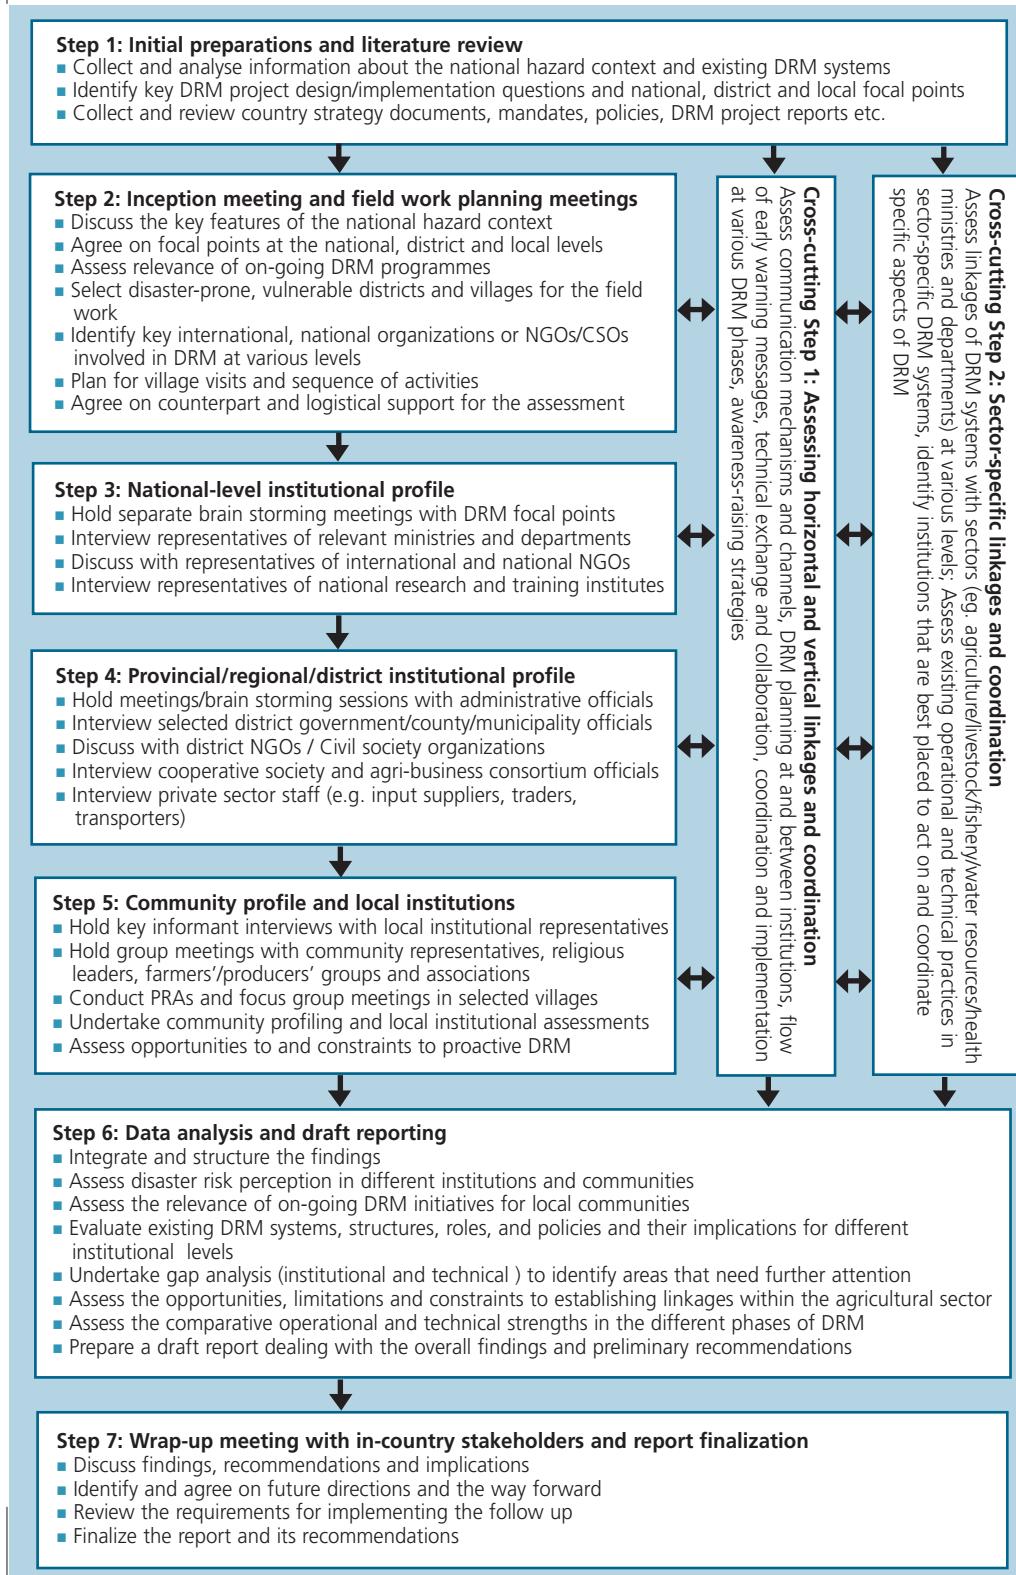 Step 1: Initial preparations and literature review
■ Collect and analyse information about the national hazard context and existing DRM systems
■ Identify key DRM project design/implementation questions and national, district and local focal points
■ Collect and review country strategy documents, mandates, policies, DRM project reports etc.
Step 2: Inception meeting and field work planning meetings
■ Discuss the key features of the national hazard context
■ Agree on focal points at the national, district and local levels
■ Assess relevance of on-going DRM programmes
■ Select disaster-prone, vulnerable districts and villages for the field
work
■ Identify key international, national organizations or NGOs/CSOs
involved in DRM at various levels
■ Plan for village visits and sequence of activities
■ Agree on counterpart and logistical support for the assessment
Step 3: National-level institutional profile
■ Hold separate brain storming meetings with DRM focal points
■ Interview representatives of relevant ministries and departments
■ Discuss with representatives of international and national NGOs
■ Interview representatives of national research and training institutes
Step 4: Provincial/regional/district institutional profile
■ Hold meetings/brain storming sessions with administrative officials
■ Interview selected district government/county/municipality officials
■ Discuss with district NGOs / Civil society organizations
■ Interview cooperative society and agri-business consortium officials
■ Interview private sector staff (e.g. input suppliers, traders,
transporters)
Step 5: Community profile and local institutions
■ Hold key informant interviews with local institutional representatives
■ Hold group meetings with community representatives, religious
leaders, farmers’/producers’ groups and associations
■ Conduct PRAs and focus group meetings in selected villages
■ Undertake community profiling and local institutional assessments
■ Assess opportunities to and constraints to proactive DRM
Cross-cutting Step 1: Assessing horizontal and vertical linkages and coordination
Assess communication mechanisms and channels, DRM planning at and between institutions, flow
of early warning messages, technical exchange and collaboration, coordination and implementation
at various DRM phases, awareness-raising strategies
Cross-cutting Step 2: Sector-specific linkages and coordination
Assess linkages of DRM systems with sectors (eg. agriculture/livestock/fishery/water resources/health
ministries and departments) at various levels; Assess existing operational and technical practices in
sector-specific DRM systems, identify institutions that are best placed to act on and coordinate
specific aspects of DRM
Step 6: Data analysis and draft reporting
■ Integrate and structure the findings
■ Assess disaster risk perception in different institutions and communities
■ Assess the relevance of on-going DRM initiatives for local communities
■ Evaluate existing DRM systems, structures, roles, and policies and their implications for different
institutional levels
■ Undertake gap analysis (institutional and technical ) to identify areas that need further attention
■ Assess the opportunities, limitations and constraints to establishing linkages within the agricultural sector
■ Assess the comparative operational and technical strengths in the different phases of DRM
■ Prepare a draft report dealing with the overall findings and preliminary recommendations
Step 7: Wrap-up meeting with in-country stakeholders and report finalization
■ Discuss findings, recommendations and implications
■ Identify and agree on future directions and the way forward
■ Review the requirements for implementing the follow up
■ Finalize the report and its recommendations